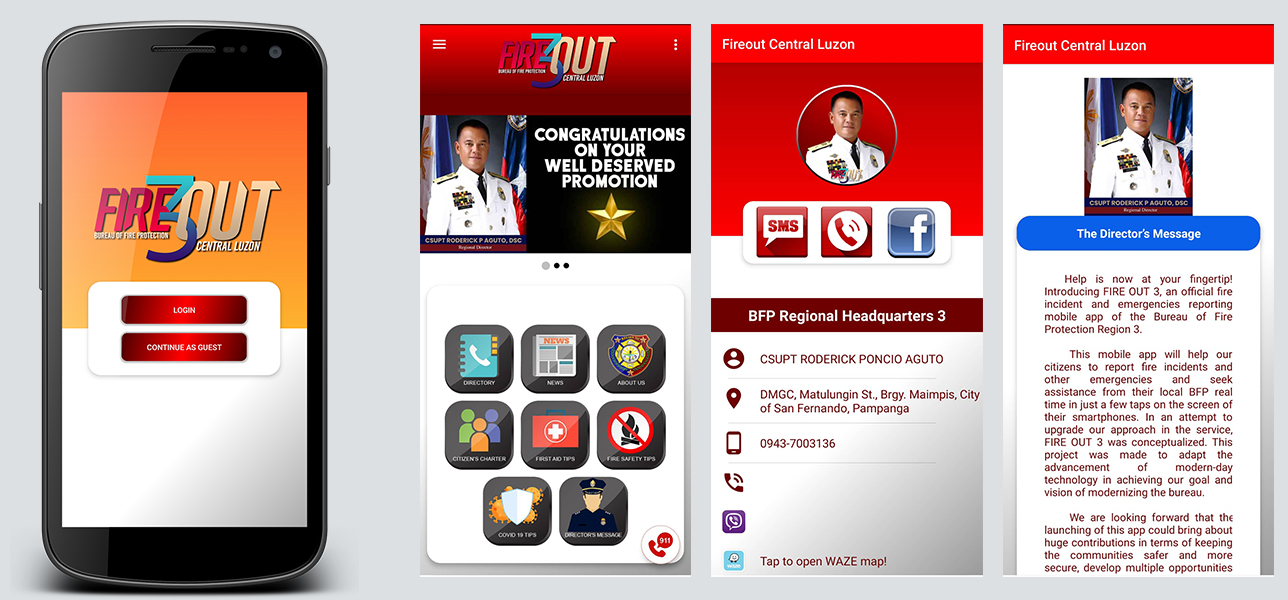 FIRE 3 OUT
BUREAU OF FIRE PROTECTION
CENTRAL LUZON
LOGIN
CONTINUE AS GUEST
FIRE 3 OUT
BUREAU OF FIRE PROTECTION
CENTRAL LUZON
CONGRATULATIONS
ON YOUR
WELL DESERVED
PROMOTION
CSUPT RODERICK P AGUTO, DSC
Regional Director
DIRECTORY
NEWS
NEWS
ABOUT US
CITIZEN'S CHARTER
FIRST AID TIPS
FIRE SAFETY TIPS
COVID 19 TIPS
DIRECTOR'S MESSAGE
911
Fireout Central Luzon
SMS
f
BFP Regional Headquarters 3
CSUPT RODERICK PONCIO AGUTO
DMGC, Matulungin St., Brgy. Maimpis, City
of San Fernando, Pampanga
0943-7003136
WAZE
Tap to open WAZE map!
Fireout Central Luzon
CSUPT RODERICK P AGUTO, DSC
Regional Director
The Director's Message
Help is now at your fingertip!
Introducing FIRE OUT 3, an official fire
incident and emergencies reporting
mobile app of the Bureau of Fire
Protection Region 3.
This mobile app will help our
citizens to report fire incidents and
other emergencies and seek
assistance from their local BFP real
time in just a few taps on the screen of
their smartphones. In an attempt to
upgrade our approach in the service,
FIRE OUT 3 was conceptualized. This
project was made to adapt the
advancement of modern-day
technology in achieving our goal and
vision of modernizing the bureau.
We are looking forward that the
launching of this app could bring about
huge contributions in terms of keeping
the communities safer and more
secure, develop multiple opportunities